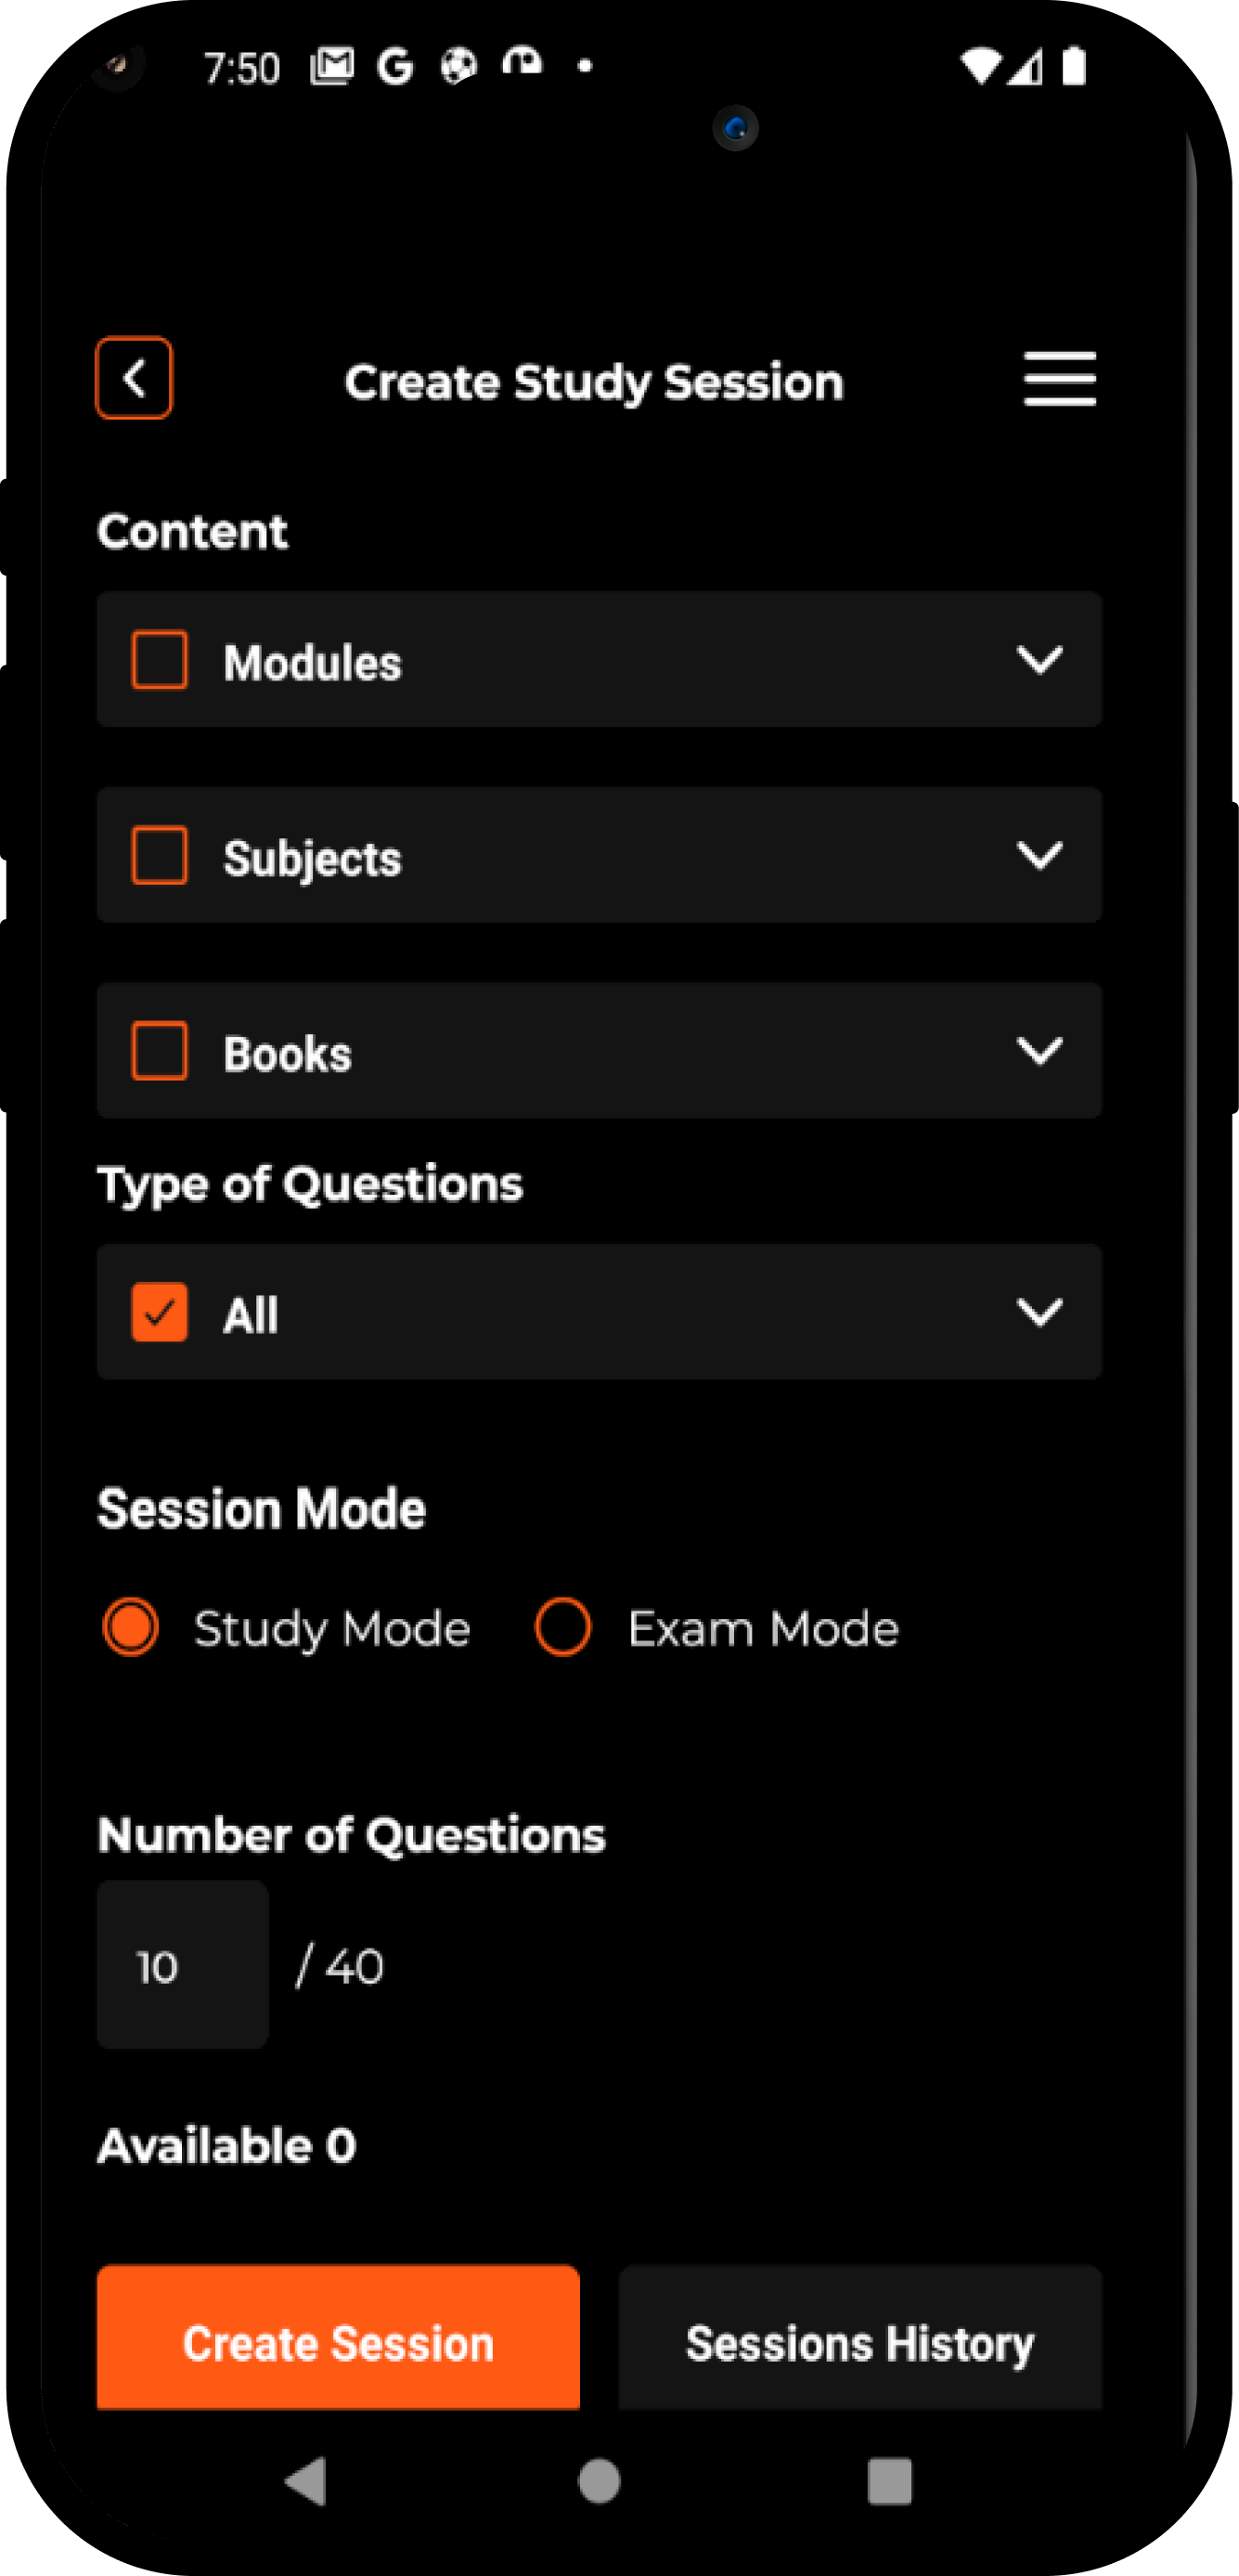 7:50
Create Study Session
Content
Modules
Subjects
Books
Type of Questions
All
Session Mode
Study Mode Exam Mode
Number of Questions
10 / 40
Available 0
Create Session Sessions History